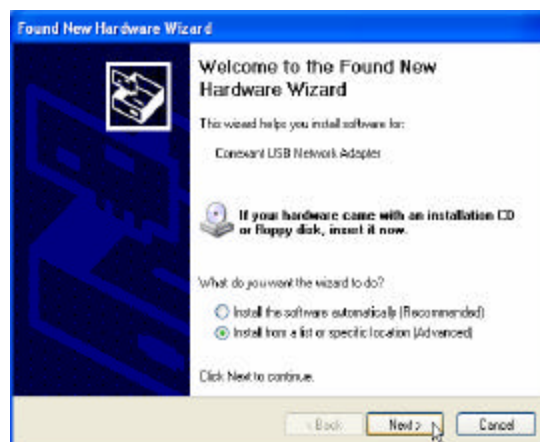 Found New Hardware Wizard
Welcome to the Found New
Hardware Wizard
This wizard helps you install software for:
Conexant USB Network Adapter
If your hardware came with an installation CD
or floppy disk, insert it now.
What do you want the wizard to do?
Install the software automatically (Recommended)
Install from a list or specific location (Advanced)
Click Next to continue.
< Back
Next >
Cancel